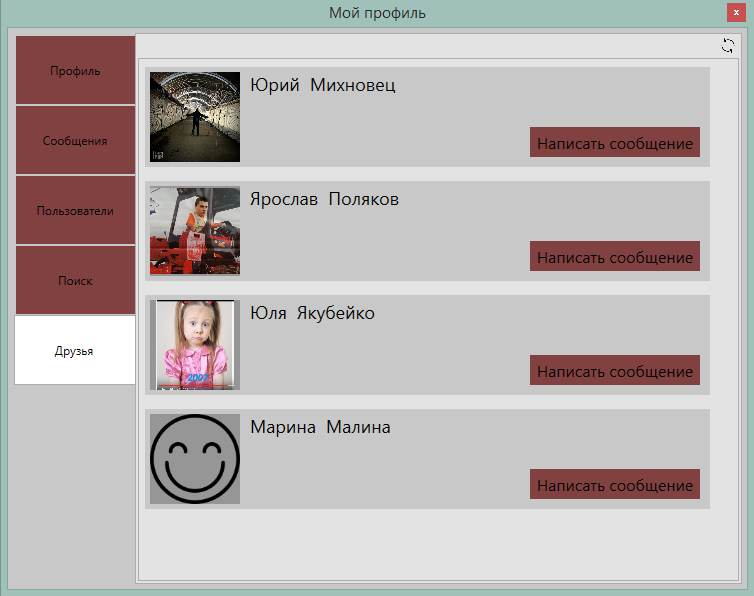 Мой профиль
x
Профиль
Сообщения
Пользователи
Поиск
Друзья
Юрий Михновец
Написать сообщение
Ярослав Поляков
Написать сообщение
Юля Якубейко
2007
Написать сообщение
Марина Малина
Написать сообщение